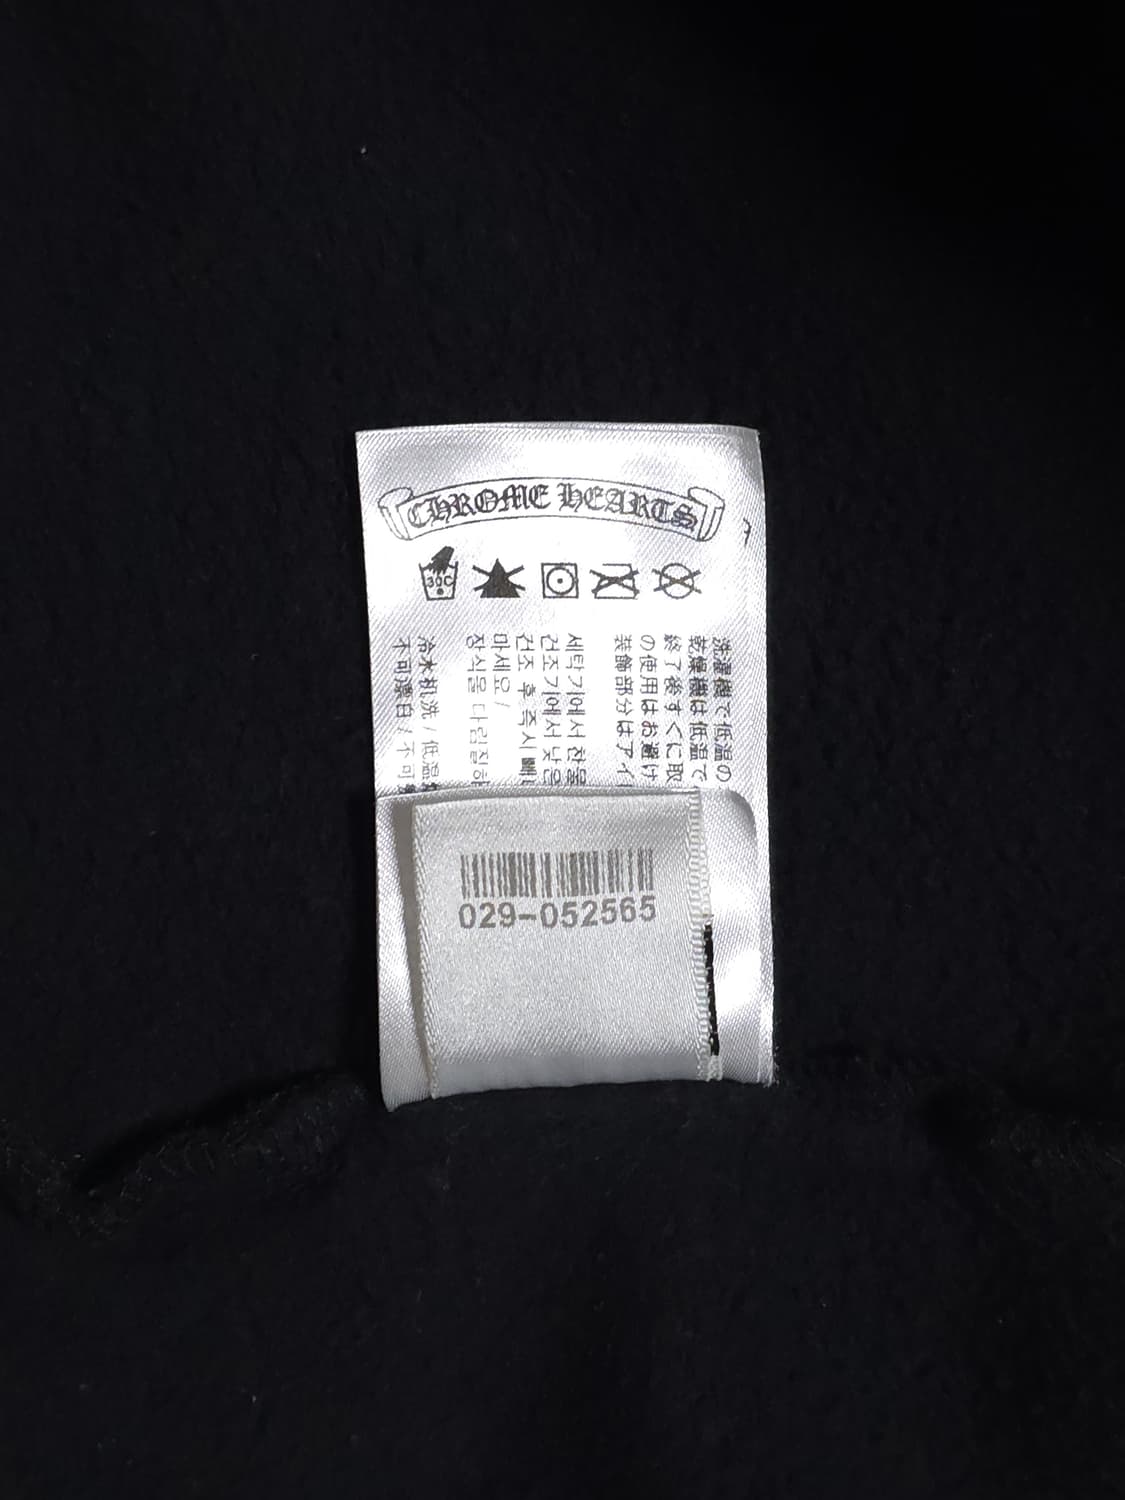 CHROME HEARTS
30C
洗濯機で低温の
乾燥機は低温で
終了後すぐに取
の使用はお避け
装飾部分はアイ
세탁기에서 찬물
건조기에서 낮은
건조 후 즉시 빼
마세요 /
장식물 다림질하
冷水机洗 / 低温
不可漂白 / 不可
029-052565